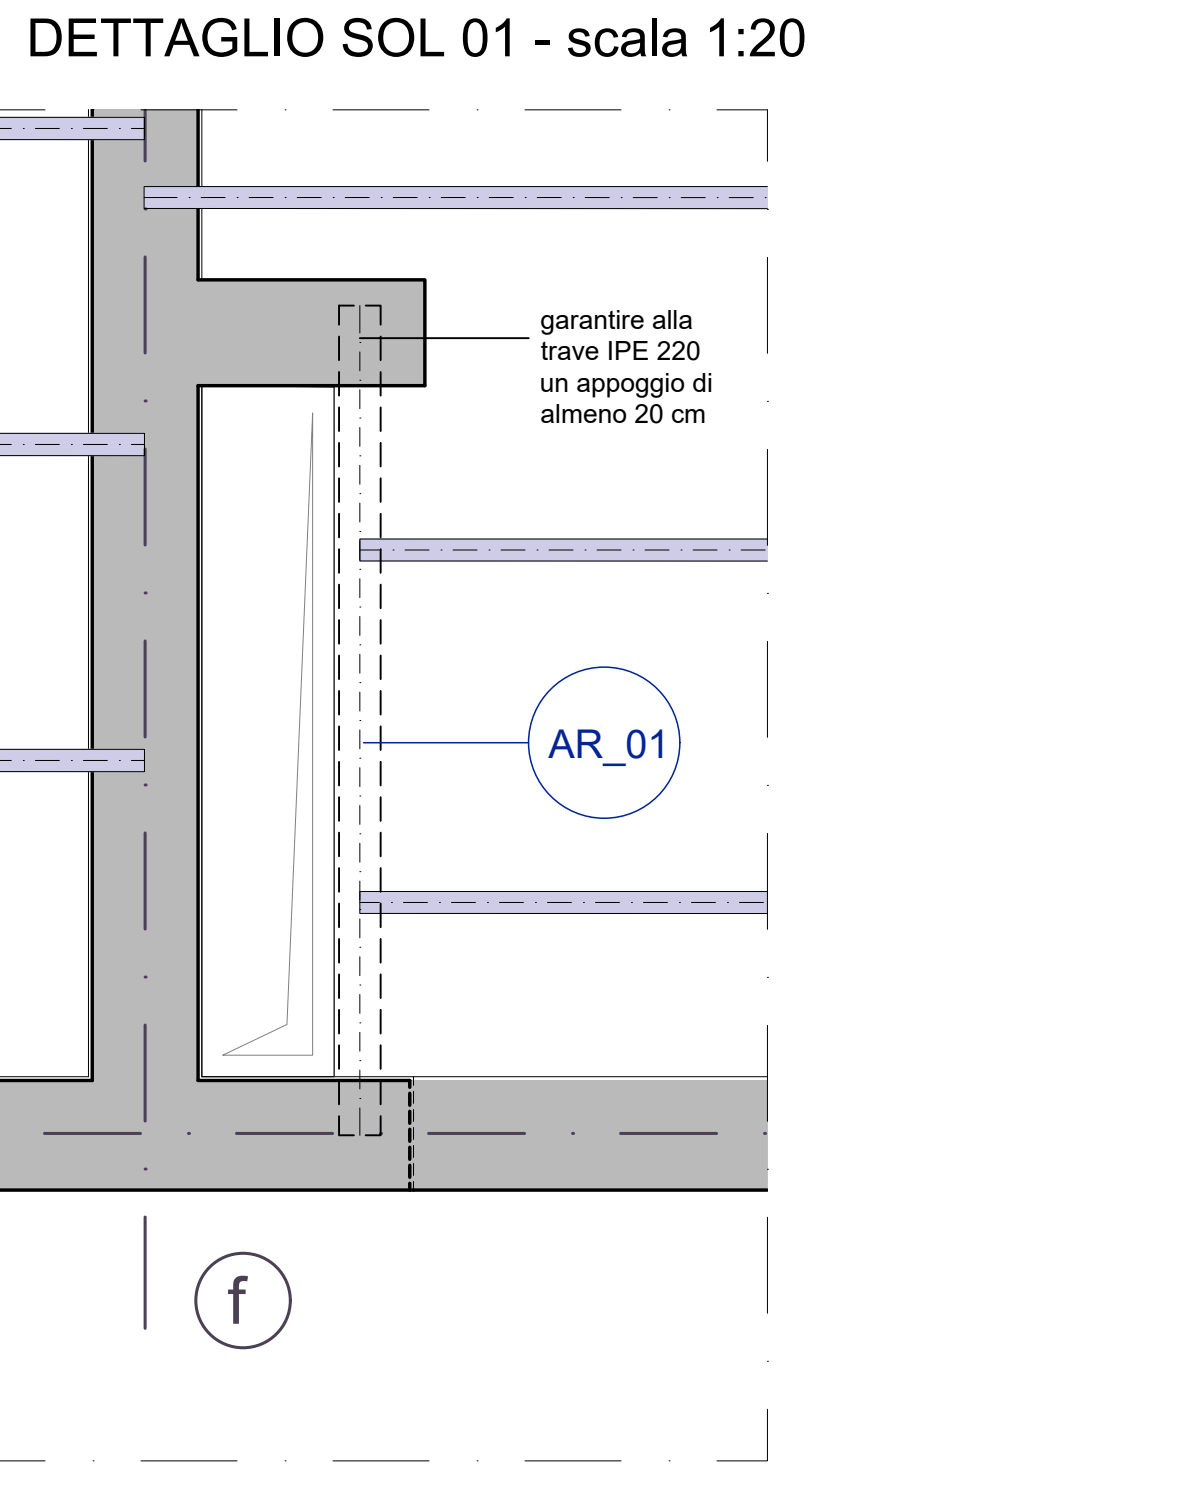 DETTAGLIO SOL 01 - scala 1:20
garantire alla
trave IPE 220
un appoggio di
almeno 20 cm
AR_01
f